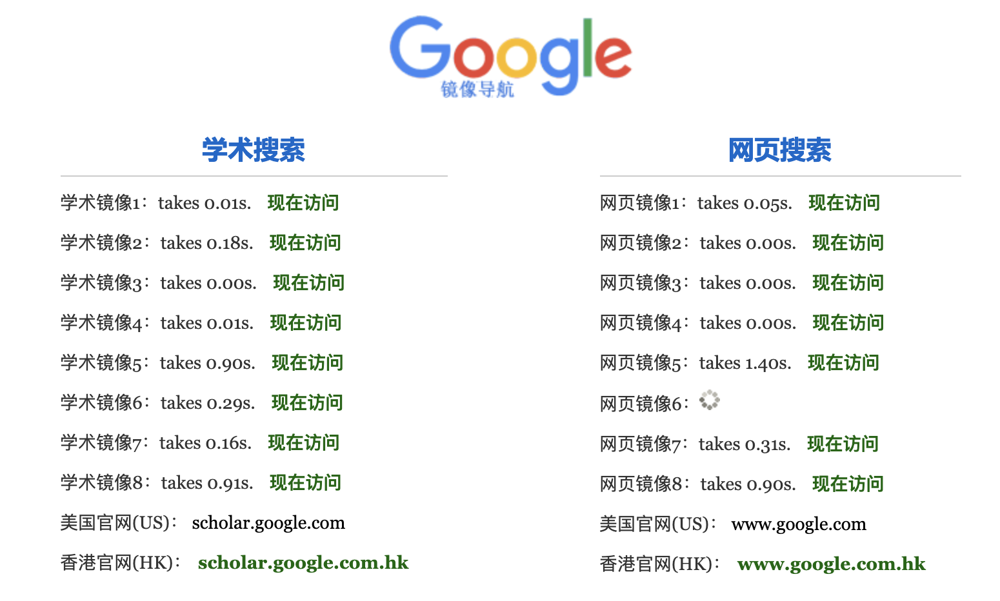 Google
镜像导航
学术搜索
学术镜像1：takes 0.01s. 现在访问
学术镜像2：takes 0.18s. 现在访问
学术镜像3：takes 0.00s. 现在访问
学术镜像4：takes 0.01s. 现在访问
学术镜像5：takes 0.90s. 现在访问
学术镜像6：takes 0.29s. 现在访问
学术镜像7：takes 0.16s. 现在访问
学术镜像8：takes 0.91s. 现在访问
美国官网(US)： scholar.google.com
香港官网(HK)： scholar.google.com.hk
网页搜索
网页镜像1：takes 0.05s. 现在访问
网页镜像2：takes 0.00s. 现在访问
网页镜像3：takes 0.00s. 现在访问
网页镜像4：takes 0.00s. 现在访问
网页镜像5：takes 1.40s. 现在访问
网页镜像6：
网页镜像7：takes 0.31s. 现在访问
网页镜像8：takes 0.90s. 现在访问
美国官网(US)： www.google.com
香港官网(HK)： www.google.com.hk